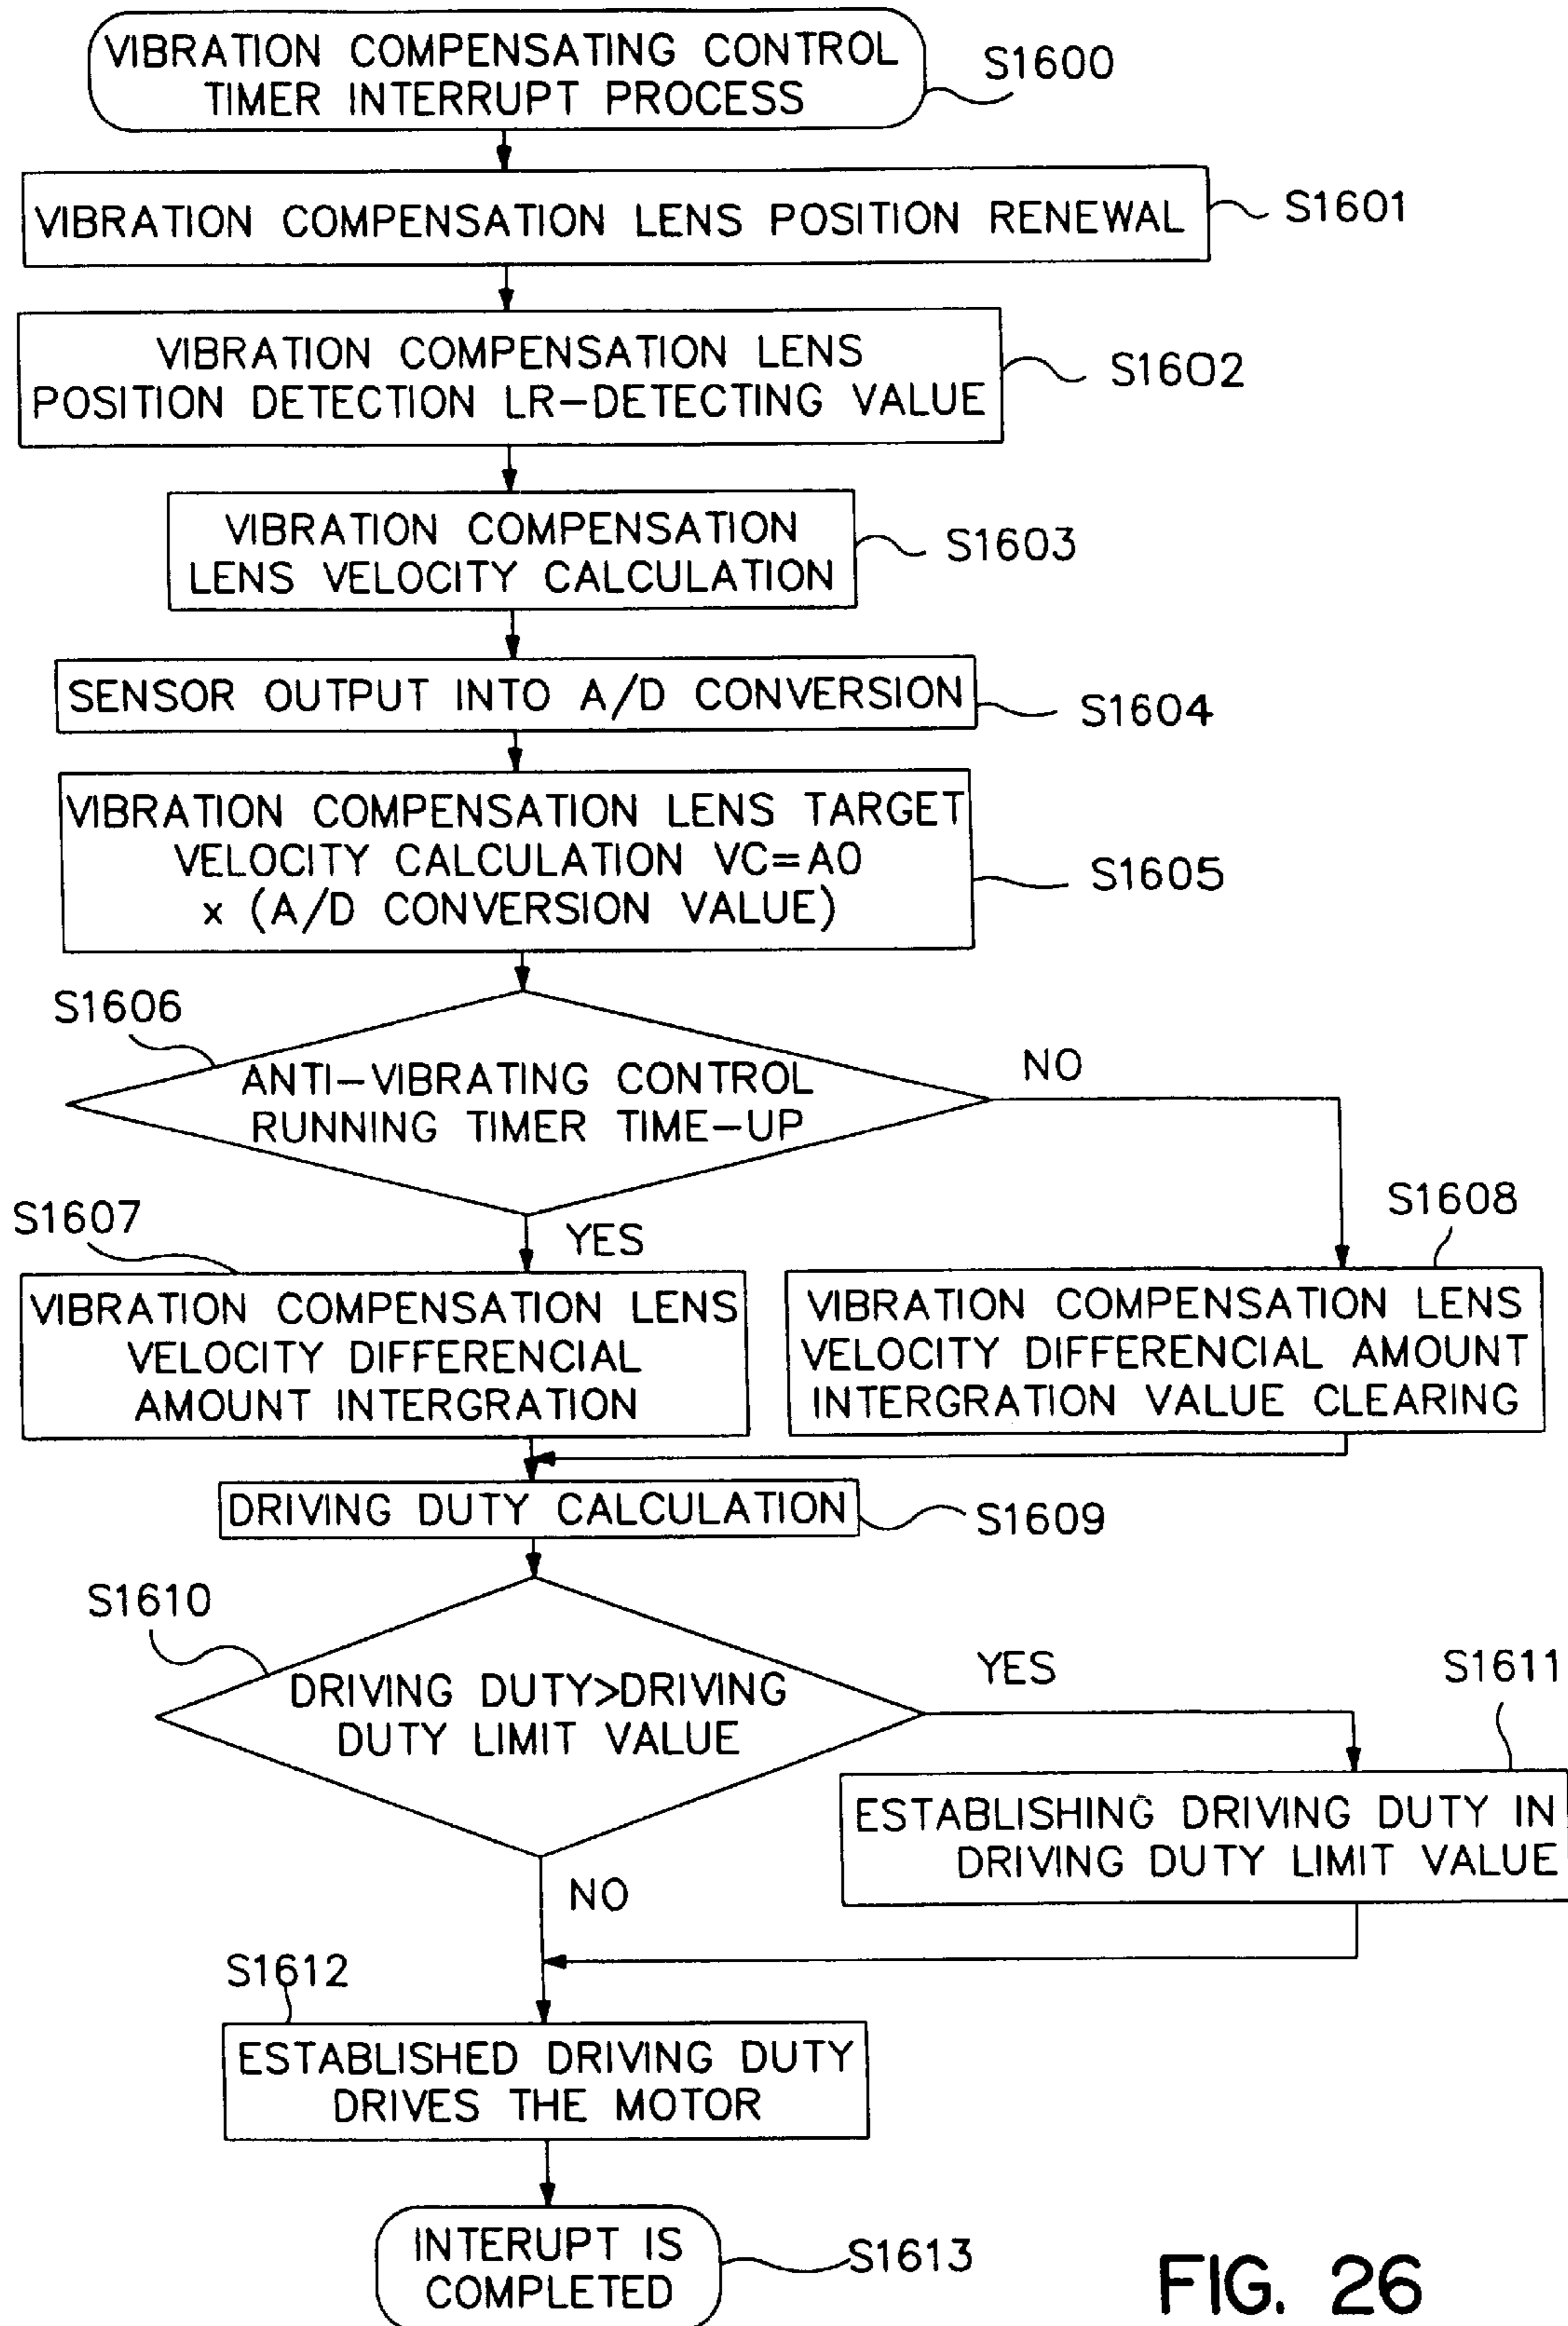 VIBRATION COMPENSATING CONTROL
TIMER INTERRUPT PROCESS
S1600
VIBRATION COMPENSATION LENS POSITION RENEWAL
S1601
VIBRATION COMPENSATION LENS
POSITION DETECTION LR-DETECTING VALUE
S1602
VIBRATION COMPENSATION
LENS VELOCITY CALCULATION
S1603
SENSOR OUTPUT INTO A/D CONVERSION
S1604
VIBRATION COMPENSATION LENS TARGET
VELOCITY CALCULATION VC=A0
x (A/D CONVERSION VALUE)
S1605
S1606
ANTI-VIBRATING CONTROL
RUNNING TIMER TIME-UP
NO
YES
S1607
VIBRATION COMPENSATION LENS
VELOCITY DIFFERENCIAL
AMOUNT INTERGRATION
S1608
VIBRATION COMPENSATION LENS
VELOCITY DIFFERENCIAL AMOUNT
INTERGRATION VALUE CLEARING
DRIVING DUTY CALCULATION
S1609
S1610
DRIVING DUTY>DRIVING
DUTY LIMIT VALUE
YES
S1611
ESTABLISHING DRIVING DUTY IN
DRIVING DUTY LIMIT VALUE
NO
S1612
ESTABLISHED DRIVING DUTY
DRIVES THE MOTOR
INTERUPT IS
COMPLETED
S1613
FIG. 26